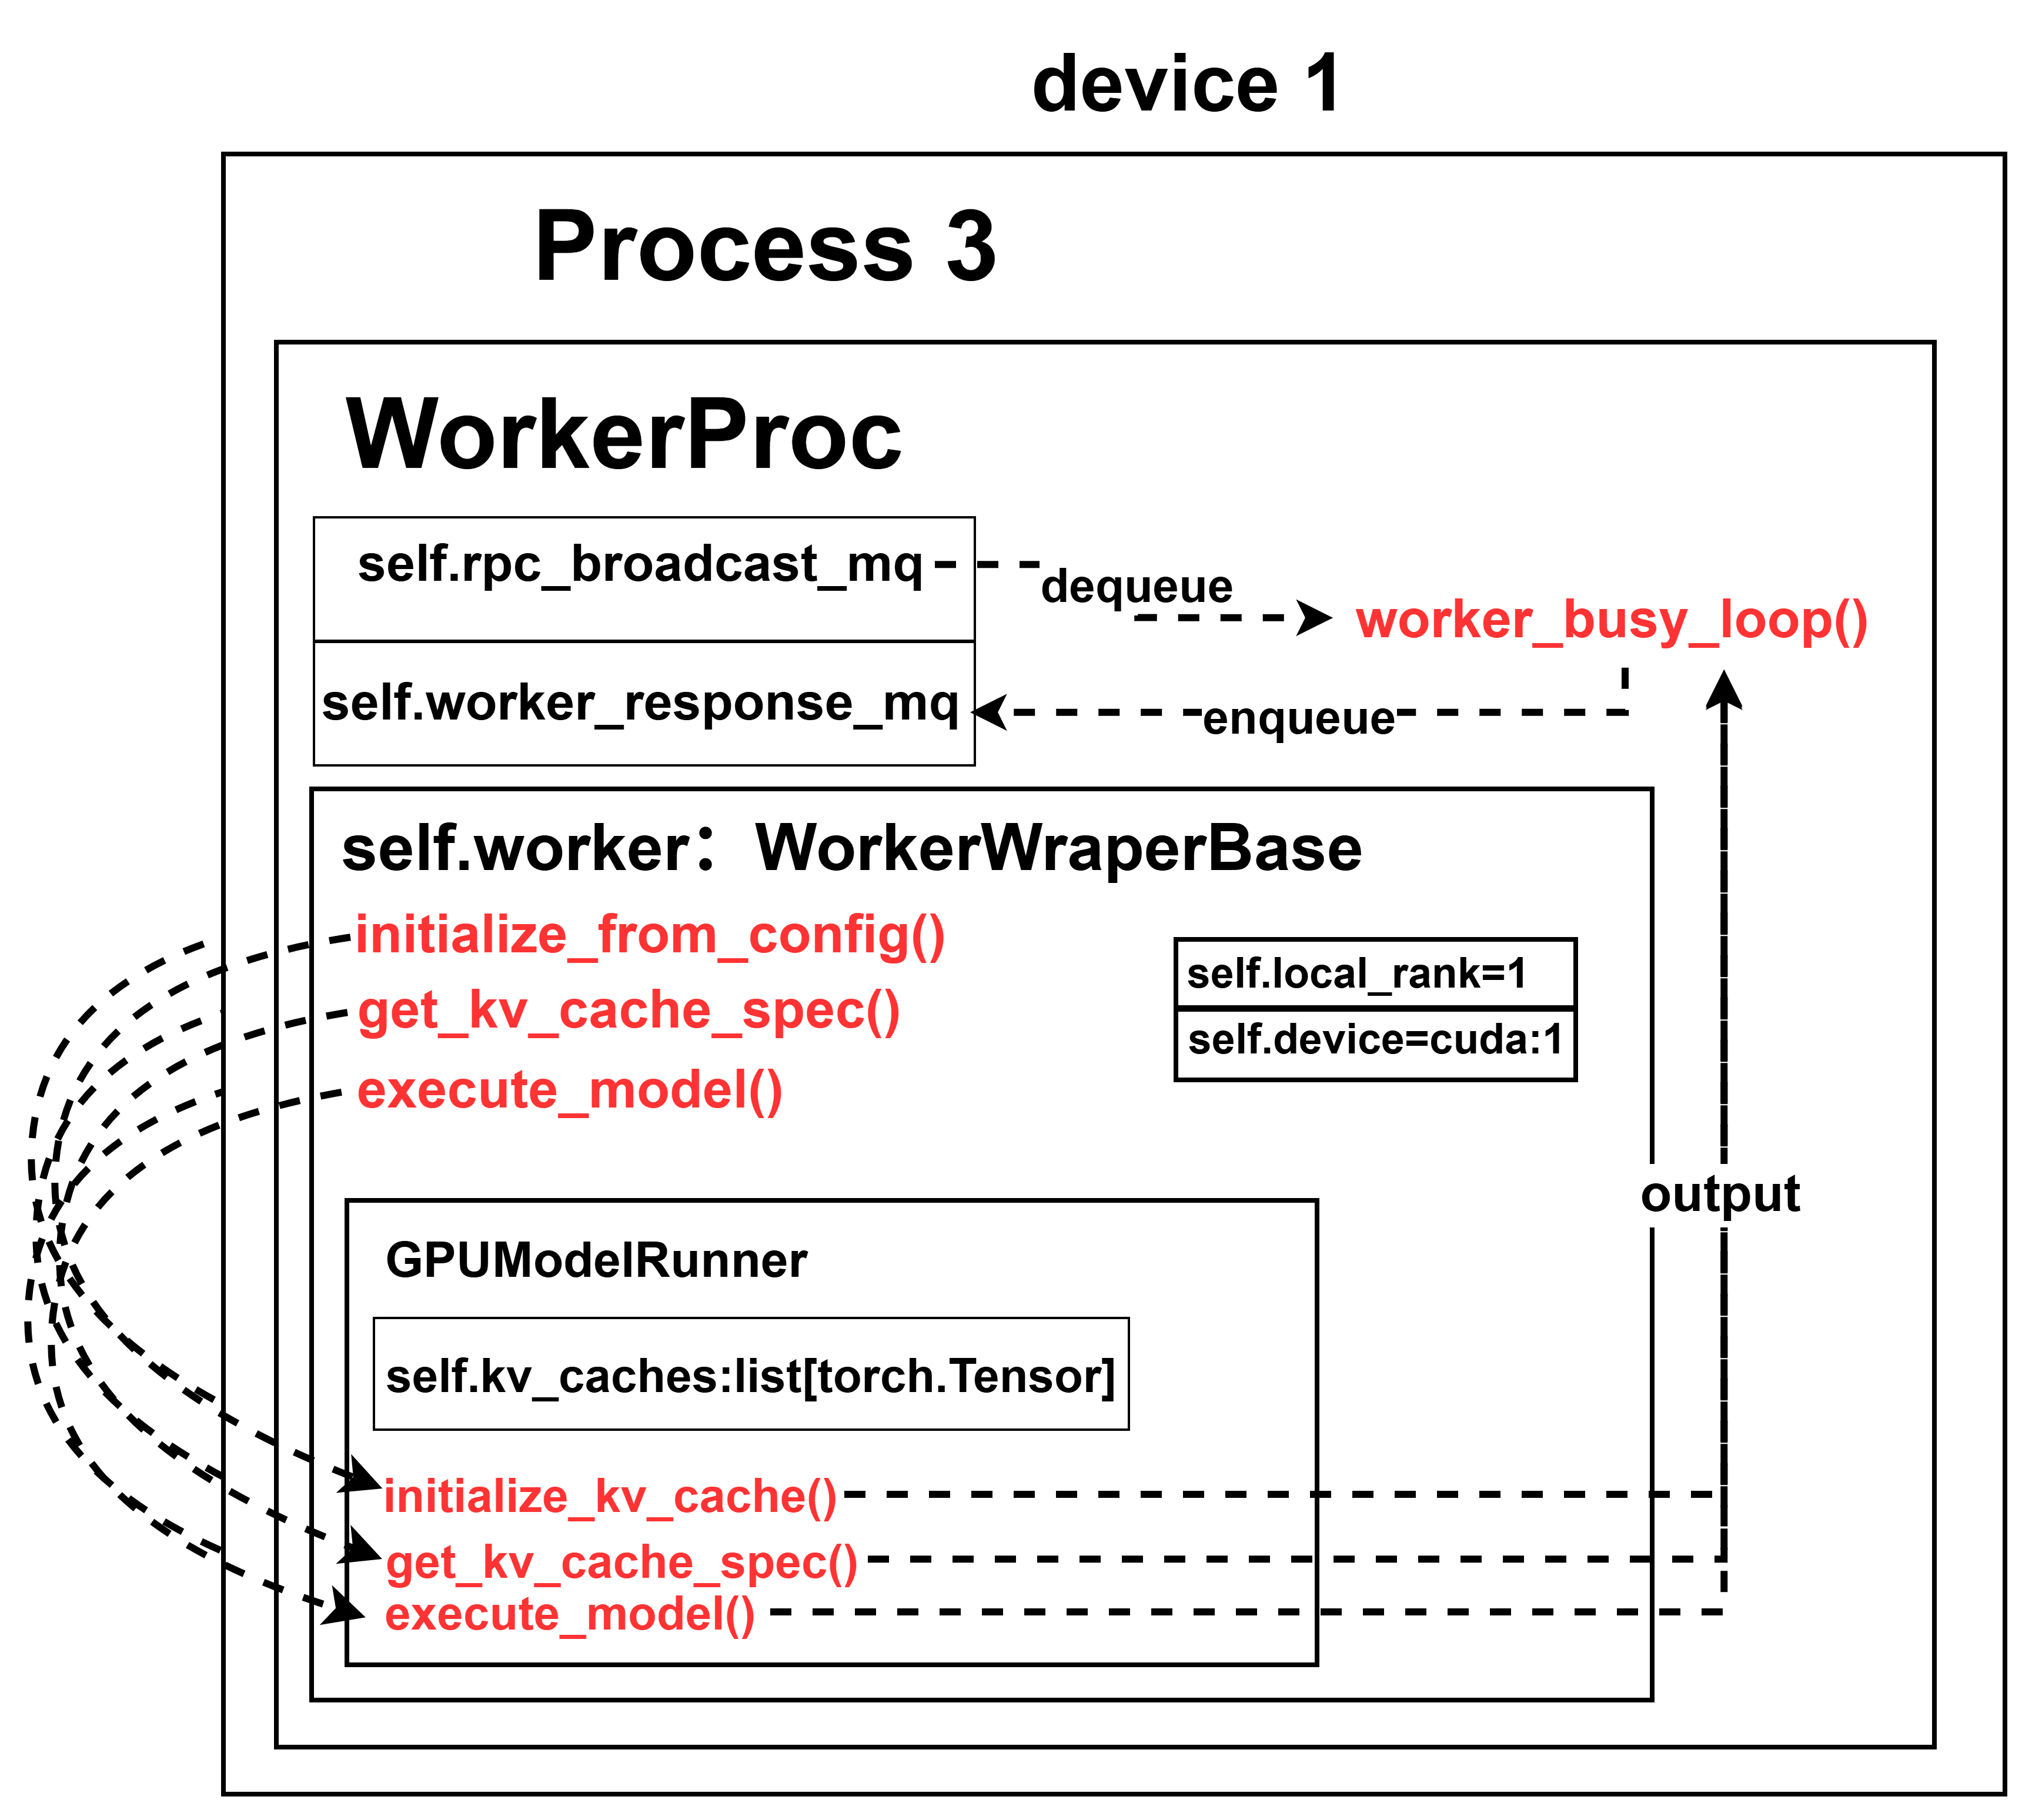 device 1
Process 3
WorkerProc
self.rpc_broadcast_mq
dequeue
worker_busy_loop()
self.worker_response_mq
enqueue
self.worker：WorkerWraperBase
initialize_from_config()
self.local_rank=1
get_kv_cache_spec()
self.device=cuda:1
execute_model()
output
GPUModelRunner
self.kv_caches:list[torch.Tensor]
initialize_kv_cache()
get_kv_cache_spec()
execute_model()